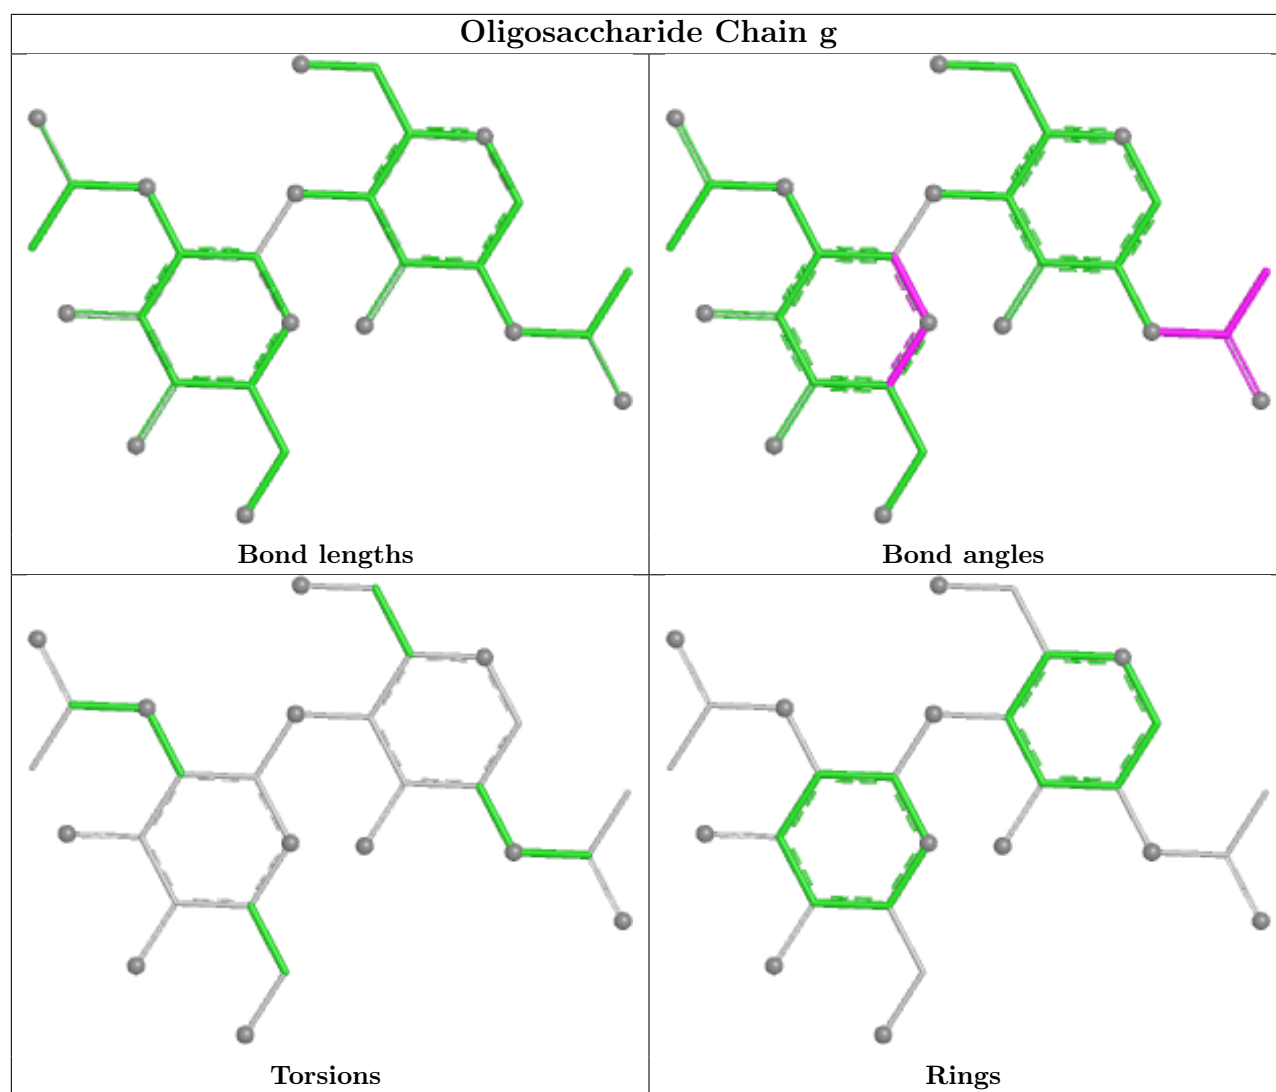 Oligosaccharide Chain g
Bond lengths
Bond angles
Torsions
Rings